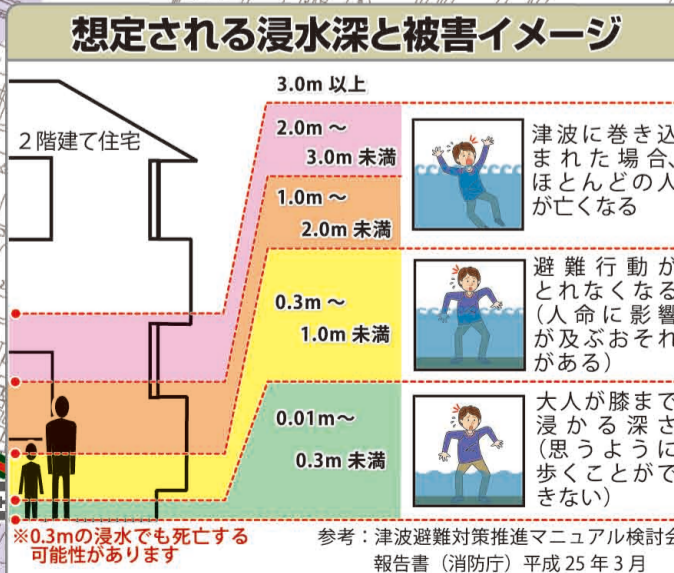 想定される浸水深と被害イメージ
3.0m 以上
2階建て住宅
2.0m ～
3.0m 未満
1.0m ～
2.0m 未満
0.3m ～
1.0m 未満
0.01m～
0.3m 未満
津波に巻き込
まれた場合、
ほとんどの人
が亡くなる
避難行動が
とれなくなる
（人命に影響
が及ぶおそれ
がある）
大人が膝まで
浸かる深さ
（思うように
歩くことがで
きない）
※0.3mの浸水でも死亡する
可能性があります
参考：津波避難対策推進マニュアル検討会
報告書（消防庁）平成 25 年 3 月